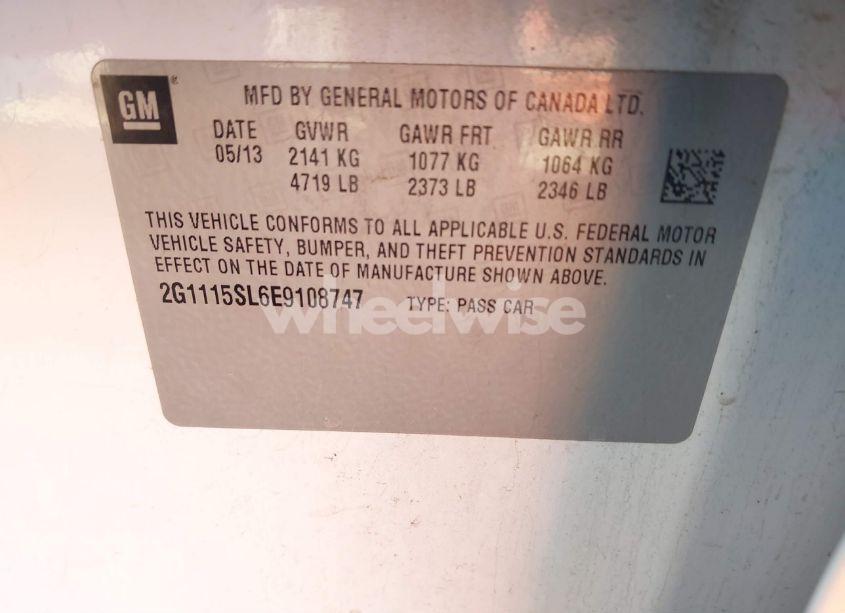 GM ®
MFD BY GENERAL MOTORS OF CANADA LTD.
DATE GVWR GAWR FRT GAWR RR
05/13 2141 KG 1077 KG 1064 KG
4719 LB 2373 LB 2346 LB
THIS VEHICLE CONFORMS TO ALL APPLICABLE U.S. FEDERAL MOTOR
VEHICLE SAFETY, BUMPER, AND THEFT PREVENTION STANDARDS IN
EFFECT ON THE DATE OF MANUFACTURE SHOWN ABOVE.
2G1115SL6E9108747 TYPE: PASS CAR
wheelwise